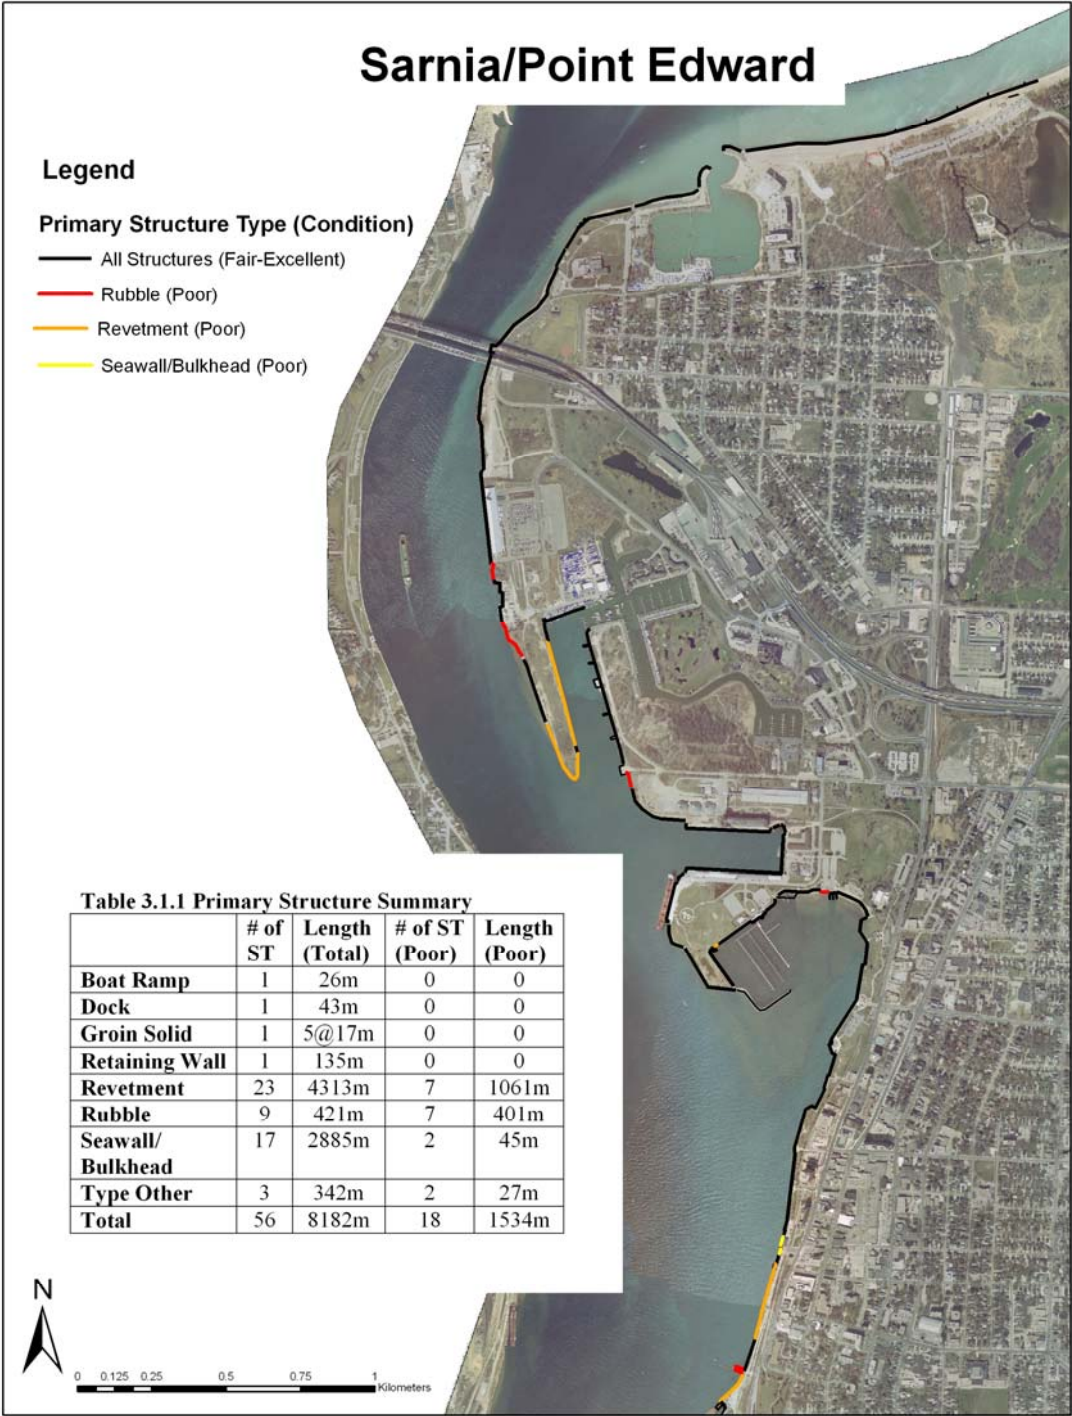 Sarnia/Point Edward
Legend
Primary Structure Type (Condition)
All Structures (Fair-Excellent)
Rubble (Poor)
Revetment (Poor)
Seawall/Bulkhead (Poor)
Table 3.1.1 Primary Structure Summary
# of ST Length (Total) # of ST (Poor) Length (Poor)
Boat Ramp 1 26m 0 0
Dock 1 43m 0 0
Groin Solid 1 5@17m 0 0
Retaining Wall 1 135m 0 0
Revetment 23 4313m 7 1061m
Rubble 9 421m 7 401m
Seawall/ Bulkhead 17 2885m 2 45m
Type Other 3 342m 2 27m
Total 56 8182m 18 1534m
N
0 0.125 0.25 0.5 0.75 1
Kilometers